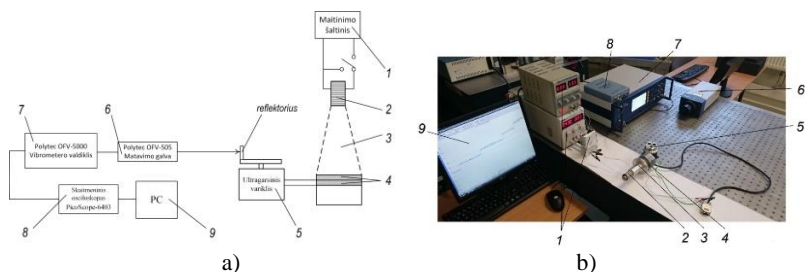 a)
Maitinimo
šaltinis
1
2
3
4
reflektorius
7
Polytec OFV-5000
Vibrometero valdiklis
6
Polytec OFV-505
Matavimo galva
Ultragarsinis
variklis
5
Skaitmeninis
osciloskopas
PicoScope-6403
8
PC
9
a)
b)
8
7
6
5
9
1
2
3
4
b)